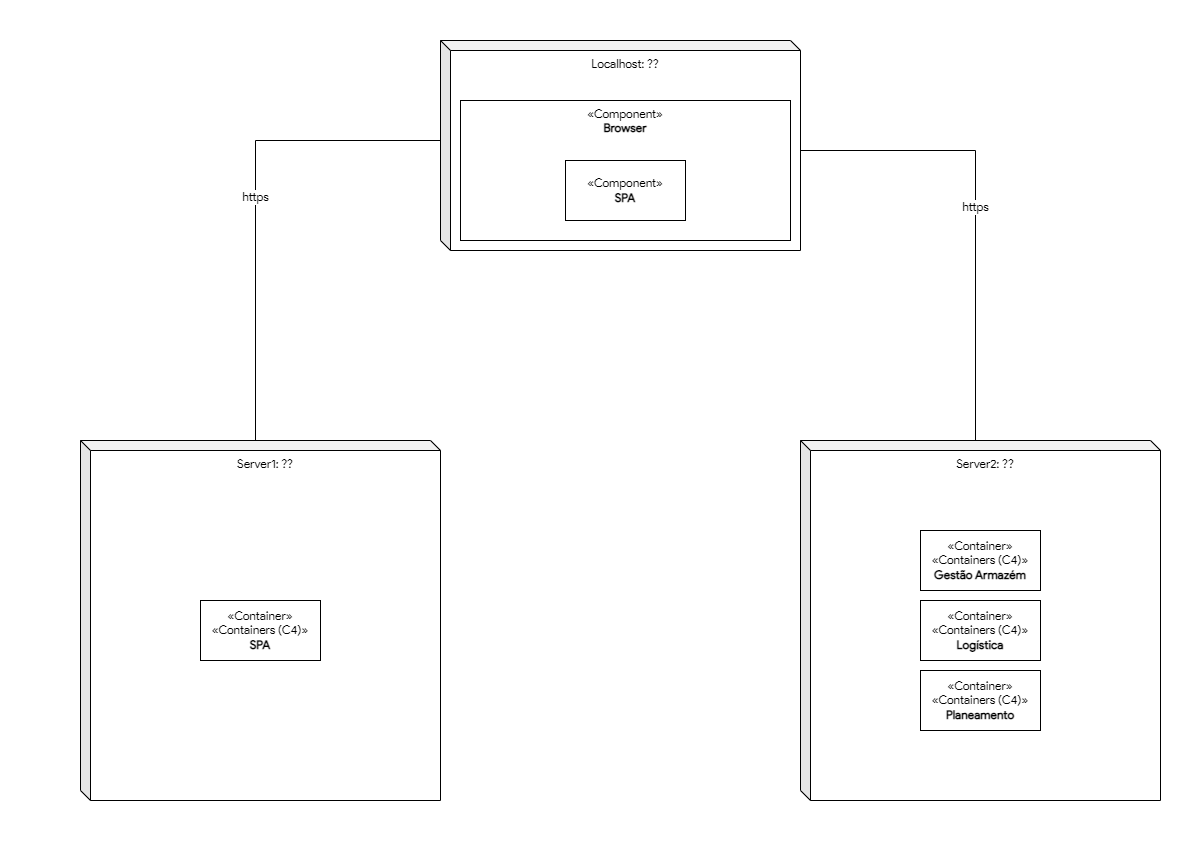 Localhost: ??
«Component»
Browser
«Component»
SPA
https
https
Server1: ??
«Container»
«Containers (C4)»
SPA
Server2: ??
«Container»
«Containers (C4)»
Gestão Armazém
«Container»
«Containers (C4)»
Logística
«Container»
«Containers (C4)»
Planeamento